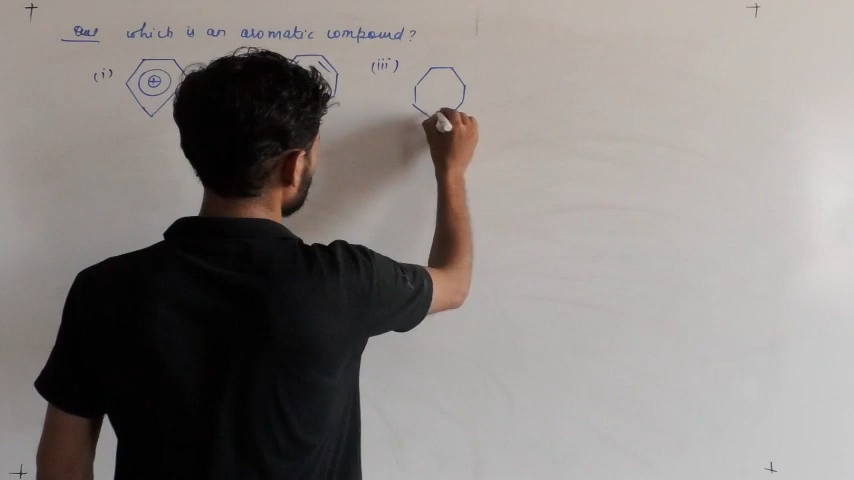 Que which is an aromatic compound?
(i) (iii)